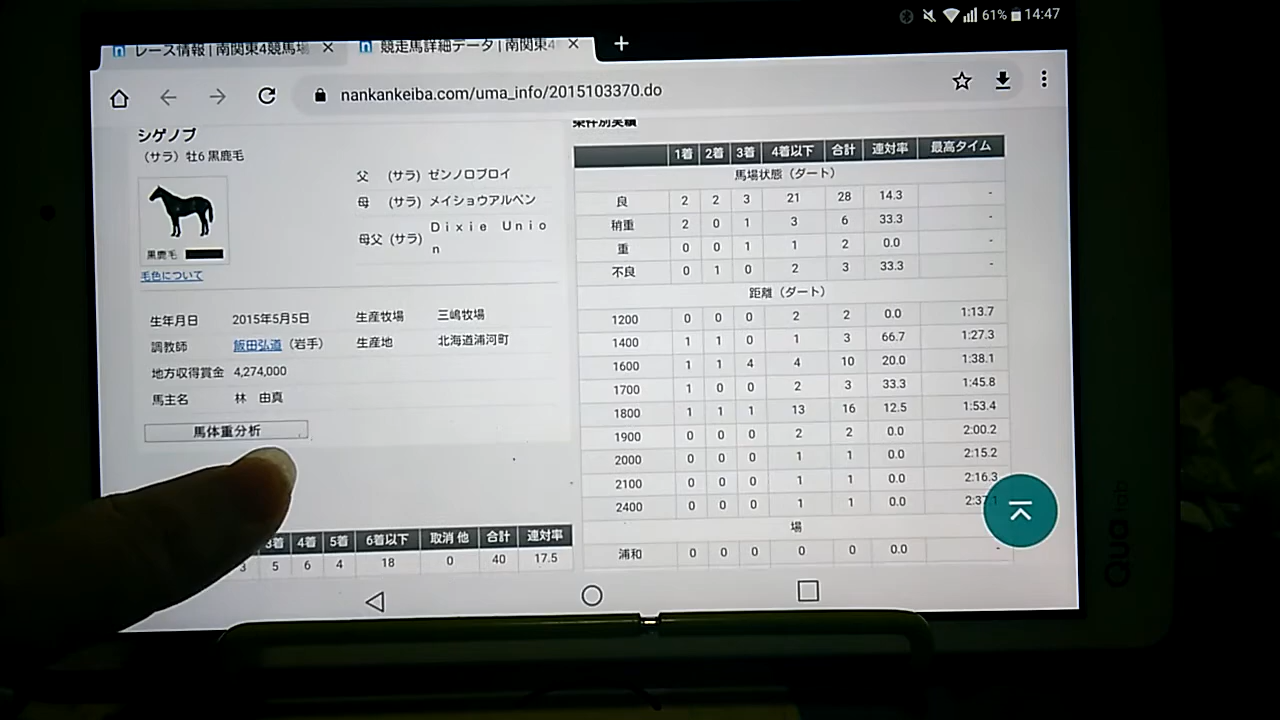 61% 14:47
レース情報 | 南関東4競馬場 ×
競走馬詳細データ | 南関東4 × +
nankankeiba.com/uma_info/2015103370.do
シゲノブ
（サラ）牡6 黒鹿毛
黒鹿毛
毛色について
父 （サラ） ゼンノロブロイ
母 （サラ） メイショウアルペン
母父（サラ） Ｄｉｘｉｅ Ｕｎｉｏ
ｎ
生年月日 2015年5月5日 生産牧場 三嶋牧場
調教師 飯田弘道（岩手） 生産地 北海道浦河町
地方収得賞金 4,274,000
馬主名 林 由真
馬体重分析
3着 4着 5着 6着以下 取消 他 合計 連対率
3 5 6 4 18 0 40 17.5
条件別実績
1着 2着 3着 4着以下 合計 連対率 最高タイム
馬場状態（ダート）
良 2 2 3 21 28 14.3 -
稍重 2 0 1 3 6 33.3 -
重 0 0 1 1 2 0.0 -
不良 0 1 0 2 3 33.3 -
距離（ダート）
1200 0 0 0 2 2 0.0 1:13.7
1400 1 1 0 1 3 66.7 1:27.3
1600 1 1 4 4 10 20.0 1:38.1
1700 1 0 0 2 3 33.3 1:45.8
1800 1 1 1 13 16 12.5 1:53.4
1900 0 0 0 2 2 0.0 2:00.2
2000 0 0 0 1 1 0.0 2:15.2
2100 0 0 0 1 1 0.0 2:16.3
2400 0 0 0 1 1 0.0 2:37.1
場
浦和 0 0 0 0 0 0.0 -
Qua tab